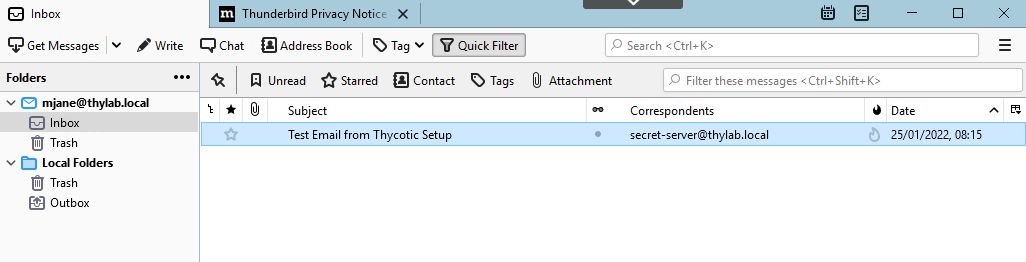 Inbox
m Thunderbird Privacy Notice
Get Messages Write Chat Address Book Tag Quick Filter Search <Ctrl+K>
Folders
Unread Starred Contact Tags Attachment Filter these messages <Ctrl+Shift+K>
mjane@thylab.local
Inbox
Trash
Local Folders
Trash
Outbox
Subject Correspondents Date
Test Email from Thycotic Setup secret-server@thylab.local 25/01/2022, 08:15